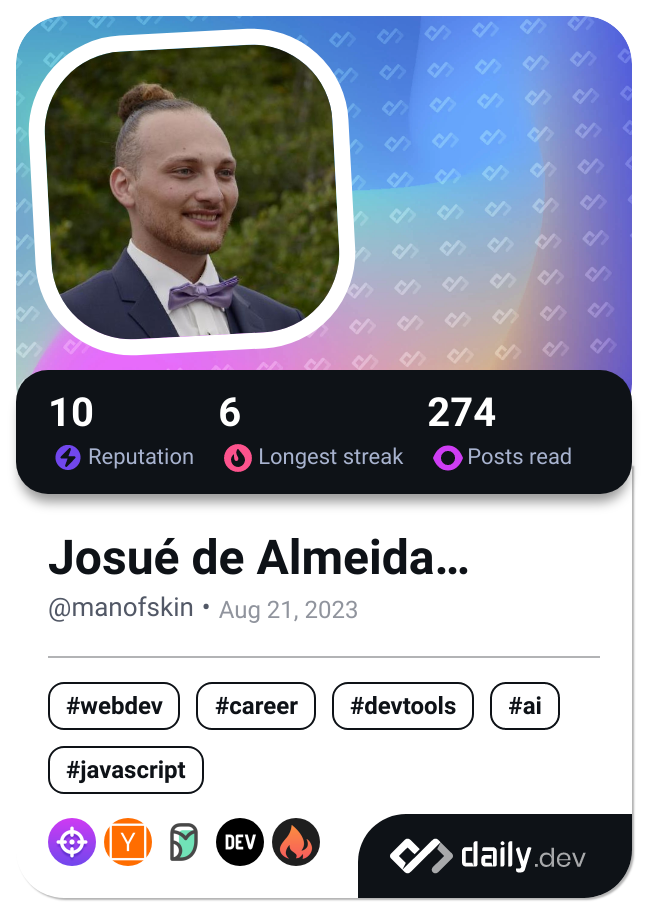 10 6 274
Reputation Longest streak Posts read
Josué de Almeida…
@manofskin • Aug 21, 2023
#webdev #career #devtools #ai
#javascript
Y DEV
daily.dev